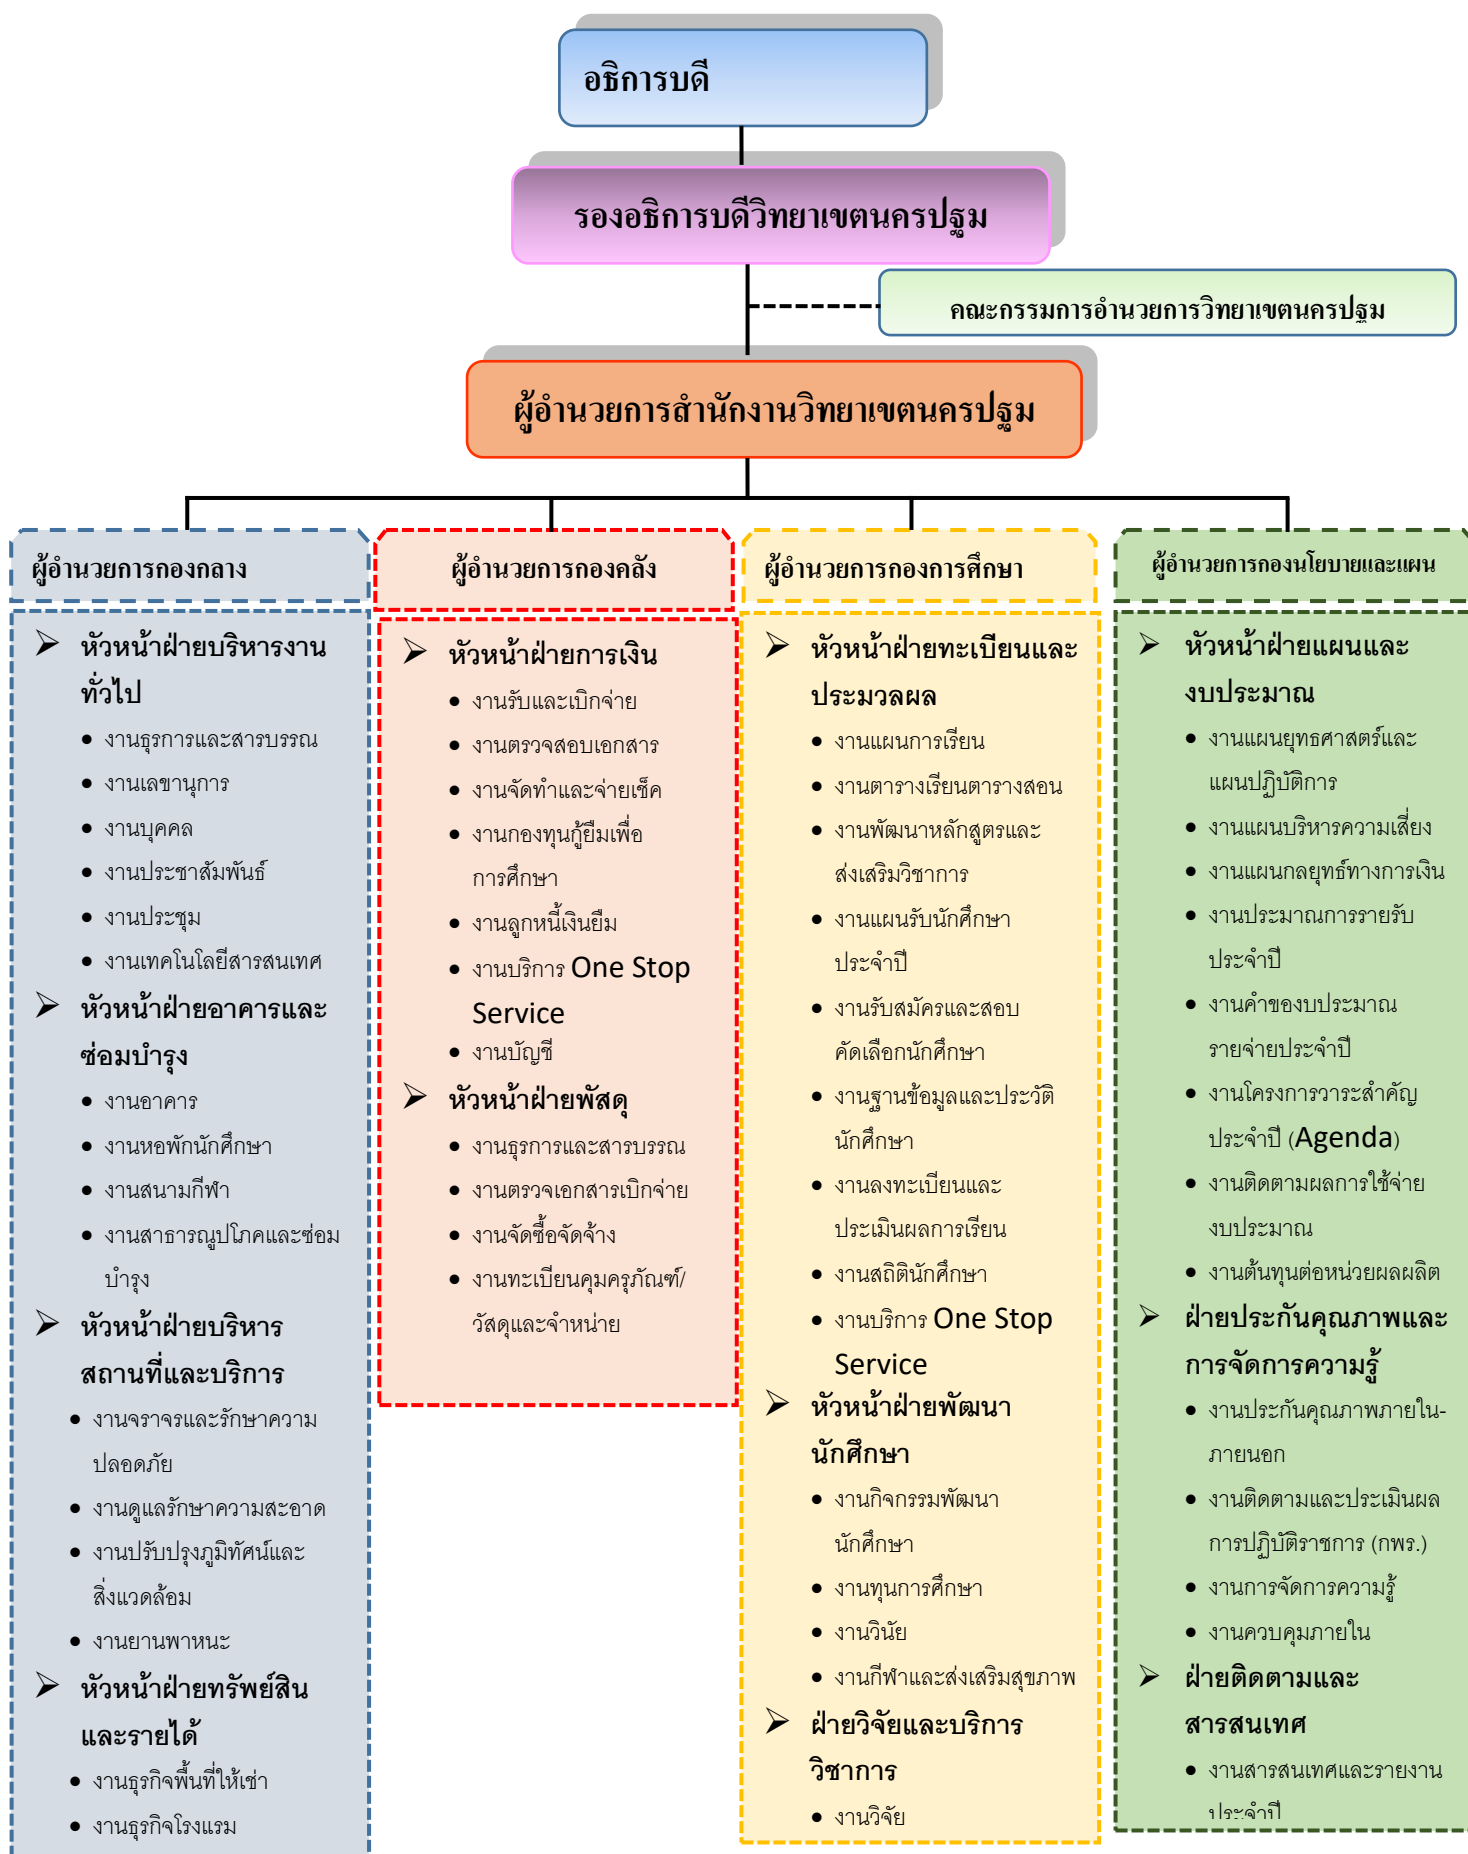 อธิการบดี
รองอธิการบดีวิทยาเขตนครปฐม
คณะกรรมการอำนวยการวิทยาเขตนครปฐม
ผู้อำนวยการสำนักงานวิทยาเขตนครปฐม
ผู้อำนวยการกองกลาง
หัวหน้าฝ่ายบริหารงาน
ทั่วไป
งานธุรการและสารบรรณ
งานเลขานุการ
งานบุคคล
งานประชาสัมพันธ์
งานประชุม
งานเทคโนโลยีสารสนเทศ
หัวหน้าฝ่ายอาคารและ
ซ่อมบำรุง
งานอาคาร
งานหอพักนักศึกษา
งานสนามกีฬา
งานสาธารณูปโภคและซ่อม
บำรุง
หัวหน้าฝ่ายบริหาร
สถานที่และบริการ
งานจราจรและรักษาความ
ปลอดภัย
งานดูแลรักษาความสะอาด
งานปรับปรุงภูมิทัศน์และ
สิ่งแวดล้อม
งานยานพาหนะ
หัวหน้าฝ่ายทรัพย์สิน
และรายได้
งานธุรกิจพื้นที่ให้เช่า
งานธุรกิจโรงแรม
ผู้อำนวยการกองคลัง
หัวหน้าฝ่ายการเงิน
งานรับและเบิกจ่าย
งานตรวจสอบเอกสาร
งานจัดทำและจ่ายเช็ค
งานกองทุนกู้ยืมเพื่อ
การศึกษา
งานลูกหนี้เงินยืม
งานบริการ One Stop
Service
งานบัญชี
หัวหน้าฝ่ายพัสดุ
งานธุรการและสารบรรณ
งานตรวจเอกสารเบิกจ่าย
งานจัดซื้อจัดจ้าง
งานทะเบียนคุมครุภัณฑ์/
วัสดุและจำหน่าย
ผู้อำนวยการกองการศึกษา
หัวหน้าฝ่ายทะเบียนและ
ประมวลผล
งานแผนการเรียน
งานตารางเรียนตารางสอน
งานพัฒนาหลักสูตรและ
ส่งเสริมวิชาการ
งานแผนรับนักศึกษา
ประจำปี
งานรับสมัครและสอบ
คัดเลือกนักศึกษา
งานฐานข้อมูลและประวัติ
นักศึกษา
งานลงทะเบียนและ
ประเมินผลการเรียน
งานสถิตินักศึกษา
งานบริการ One Stop
Service
หัวหน้าฝ่ายพัฒนา
นักศึกษา
งานกิจกรรมพัฒนา
นักศึกษา
งานทุนการศึกษา
งานวินัย
งานกีฬาและส่งเสริมสุขภาพ
ฝ่ายวิจัยและบริการ
วิชาการ
งานวิจัย
ผู้อำนวยการกองนโยบายและแผน
หัวหน้าฝ่ายแผนและ
งบประมาณ
งานแผนยุทธศาสตร์และ
แผนปฏิบัติการ
งานแผนบริหารความเสี่ยง
งานแผนกลยุทธ์ทางการเงิน
งานประมาณการรายรับ
ประจำปี
งานคำของบประมาณ
รายจ่ายประจำปี
งานโครงการวาระสำคัญ
ประจำปี (Agenda)
งานติดตามผลการใช้จ่าย
งบประมาณ
งานต้นทุนต่อหน่วยผลผลิต
ฝ่ายประกันคุณภาพและ
การจัดการความรู้
งานประกันคุณภาพภายใน-
ภายนอก
งานติดตามและประเมินผล
การปฏิบัติราชการ (กพร.)
งานการจัดการความรู้
งานควบคุมภายใน
ฝ่ายติดตามและ
สารสนเทศ
งานสารสนเทศและรายงาน
ประจำปี